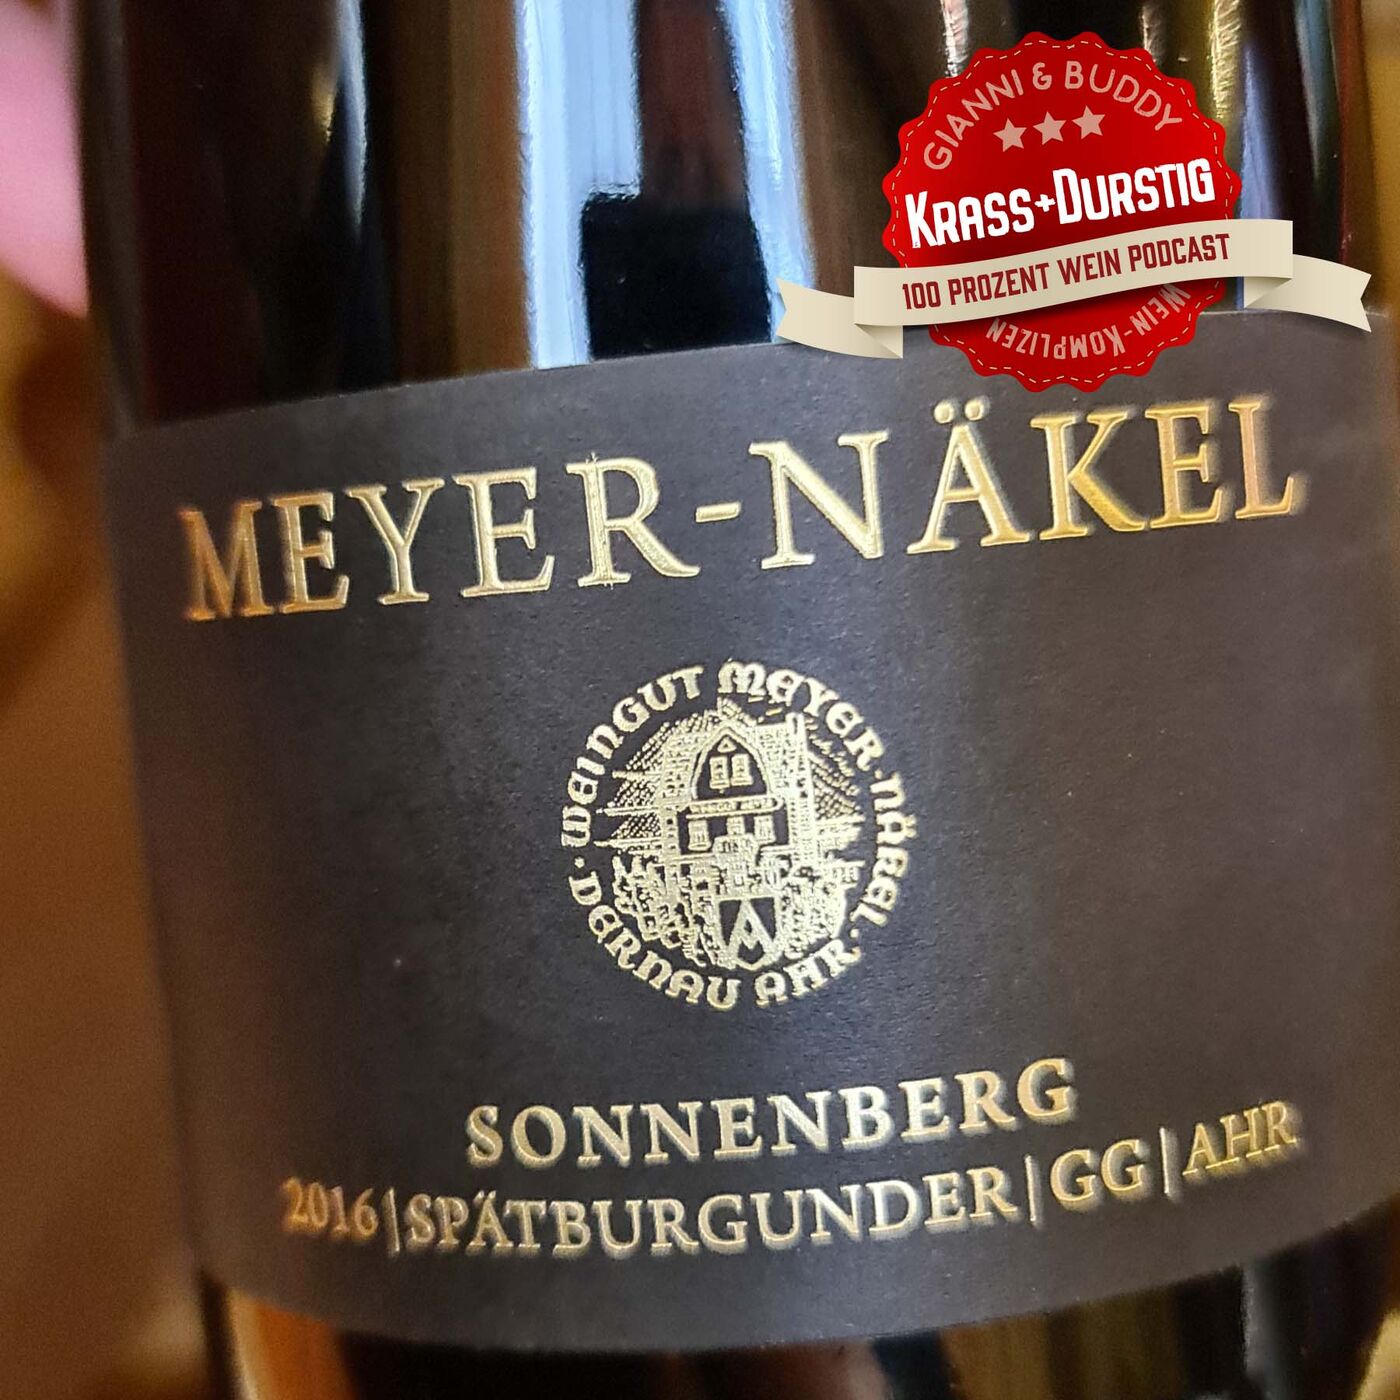 GIANNI & BUDDY
KRASS+DURSTIG
100 PROZENT WEIN PODCAST
WEIN-KOMPLIZEN
MEYER-NÄKEL
WEINGUT MEYER-NÄKEL
DERNAU AHR
SONNENBERG
2016|SPÄTBURGUNDER|GG|AHR